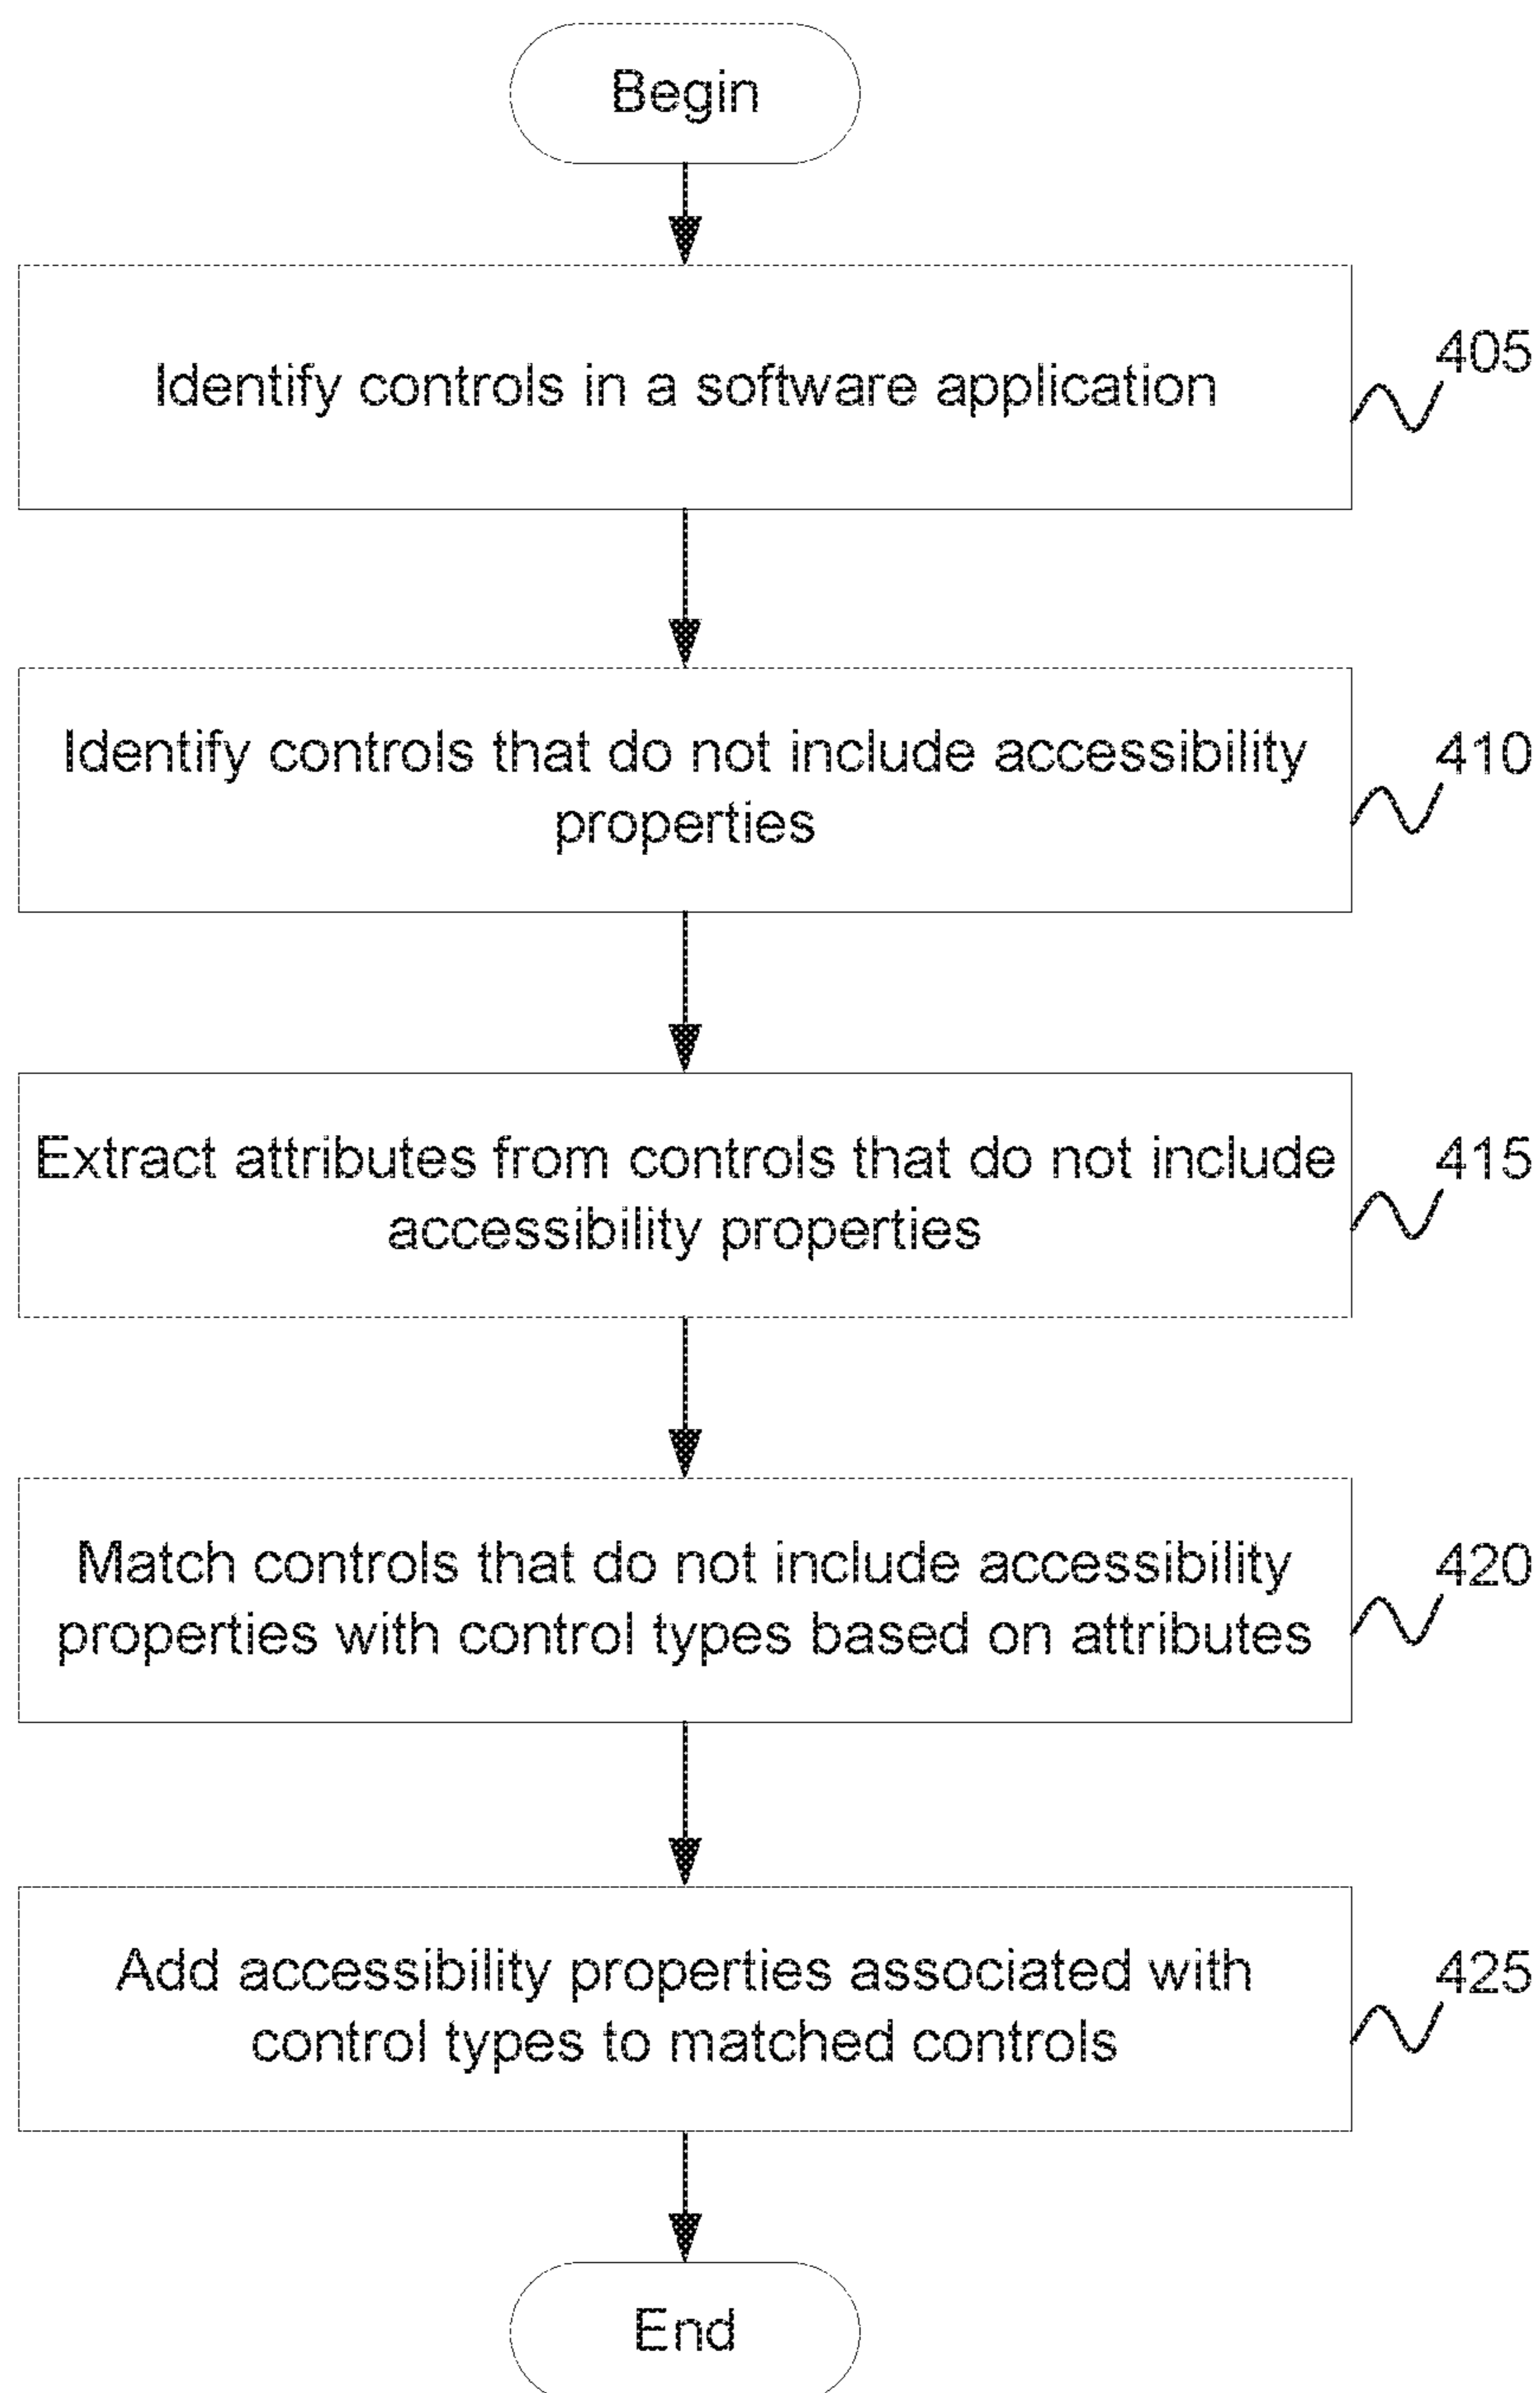 Begin
Identify controls in a software application
405
Identify controls that do not include accessibility
properties
410
Extract attributes from controls that do not include
accessibility properties
415
Match controls that do not include accessibility
properties with control types based on attributes
420
Add accessibility properties associated with
control types to matched controls
425
End